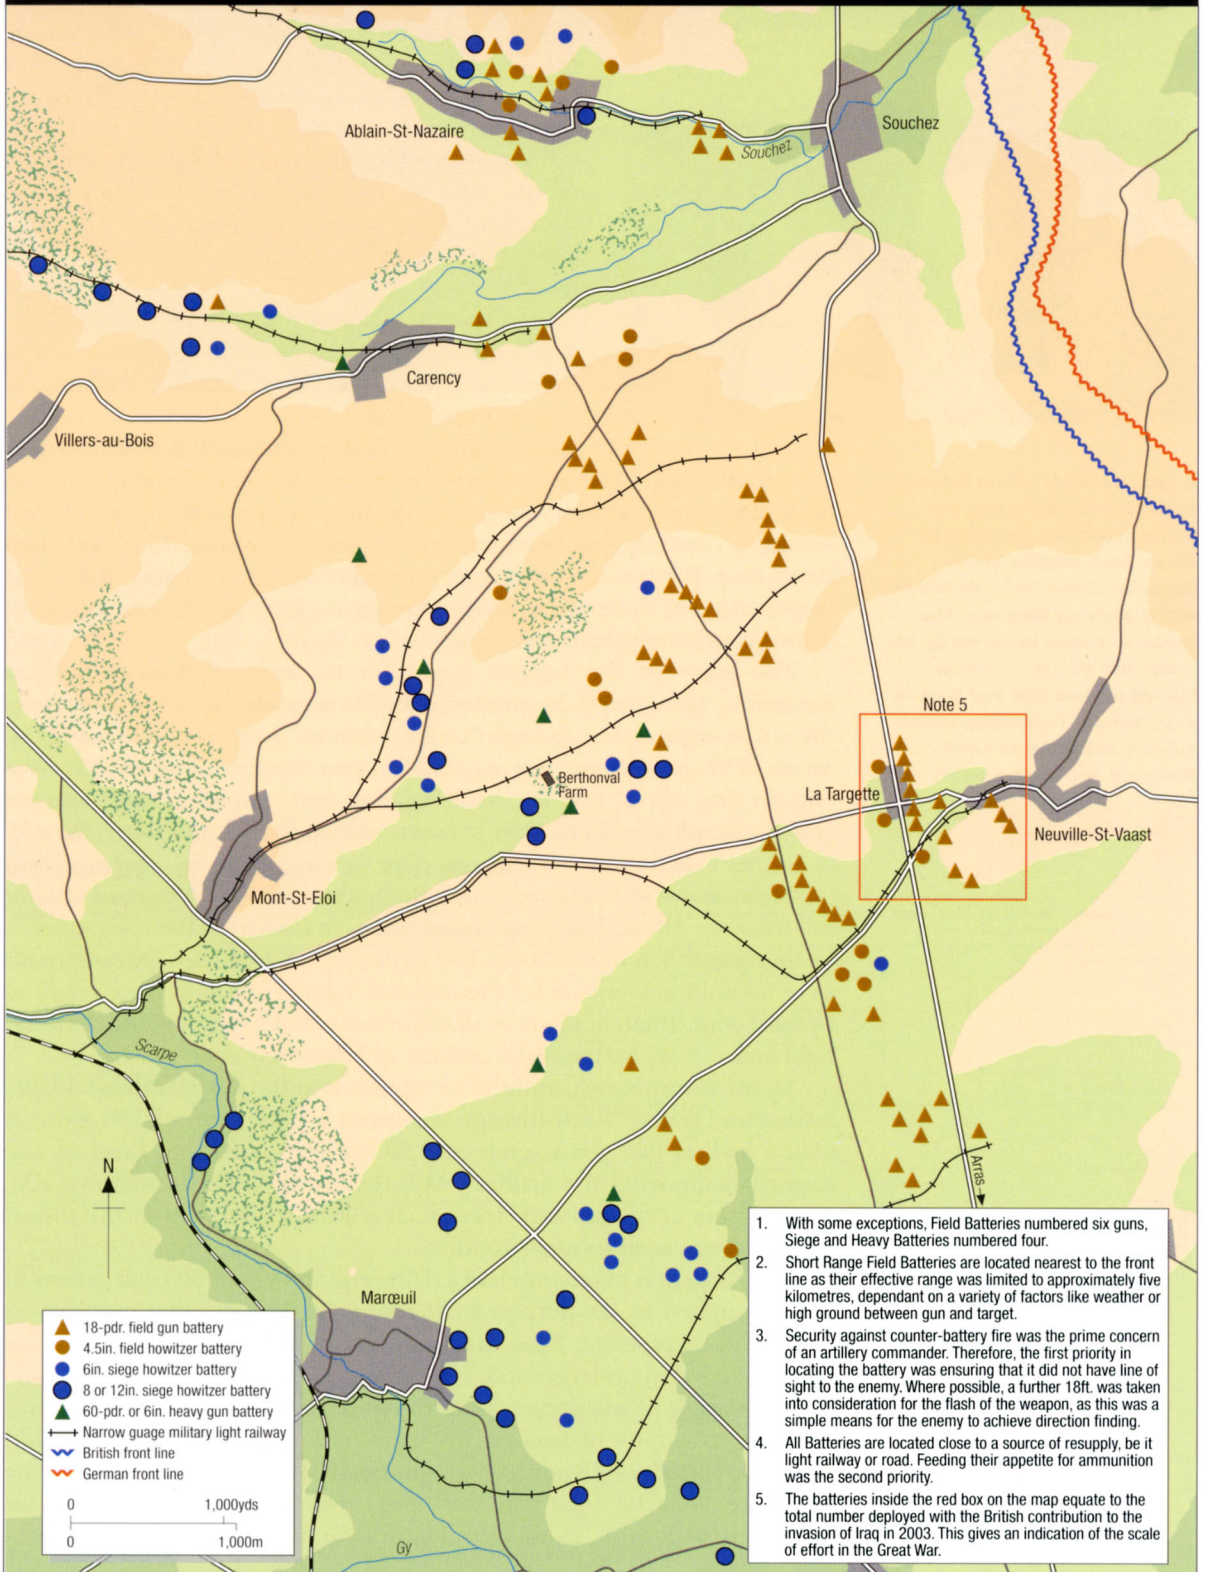 Ablain-St-Nazaire
Souchez
Souchez
Carency
Villers-au-Bois
Note 5
Berthonval
Farm
La Targette
Neuville-St-Vaast
Mont-St-Eloi
Scarpe
N
Arras
Marœuil
Gy
18-pdr. field gun battery
4.5in. field howitzer battery
6in. siege howitzer battery
8 or 12in. siege howitzer battery
60-pdr. or 6in. heavy gun battery
Narrow guage military light railway
British front line
German front line
0 1,000yds
0 1,000m
1. With some exceptions, Field Batteries numbered six guns,
Siege and Heavy Batteries numbered four.
2. Short Range Field Batteries are located nearest to the front
line as their effective range was limited to approximately five
kilometres, dependant on a variety of factors like weather or
high ground between gun and target.
3. Security against counter-battery fire was the prime concern
of an artillery commander. Therefore, the first priority in
locating the battery was ensuring that it did not have line of
sight to the enemy. Where possible, a further 18ft. was taken
into consideration for the flash of the weapon, as this was a
simple means for the enemy to achieve direction finding.
4. All Batteries are located close to a source of resupply, be it
light railway or road. Feeding their appetite for ammunition
was the second priority.
5. The batteries inside the red box on the map equate to the
total number deployed with the British contribution to the
invasion of Iraq in 2003. This gives an indication of the scale
of effort in the Great War.